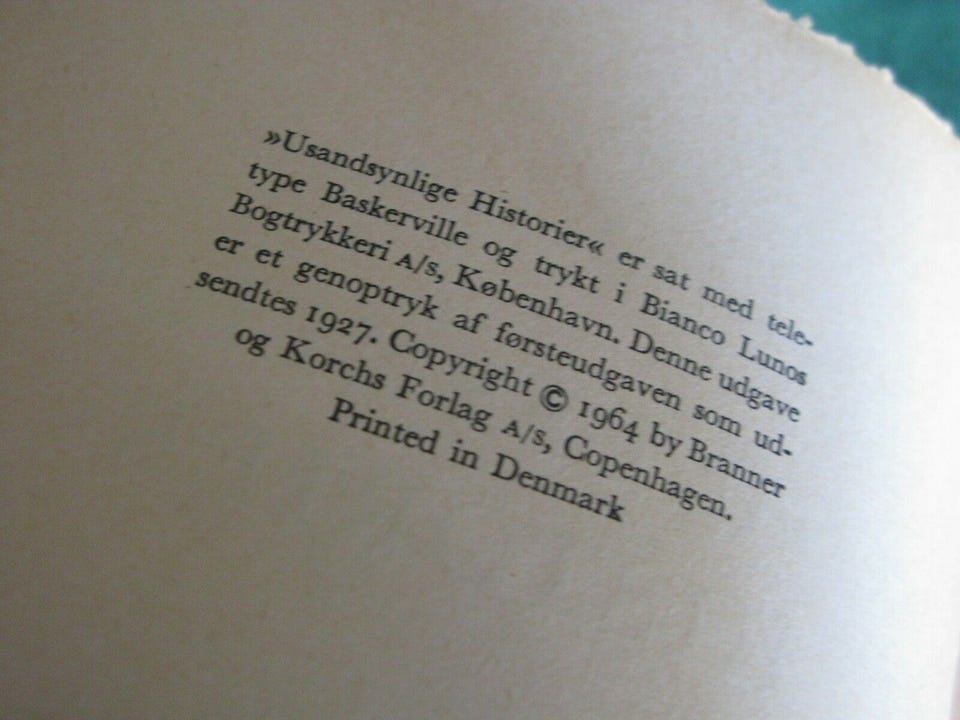 »Usandsynlige Historier« er sat med tele-
type Baskerville og trykt i Bianco Lunos
Bogtrykkeri A/s, København. Denne udgave
er et genoptryk af førsteudgaven som ud-
sendtes 1927. Copyright © 1964 by Branner
og Korchs Forlag A/s, Copenhagen.
Printed in Denmark